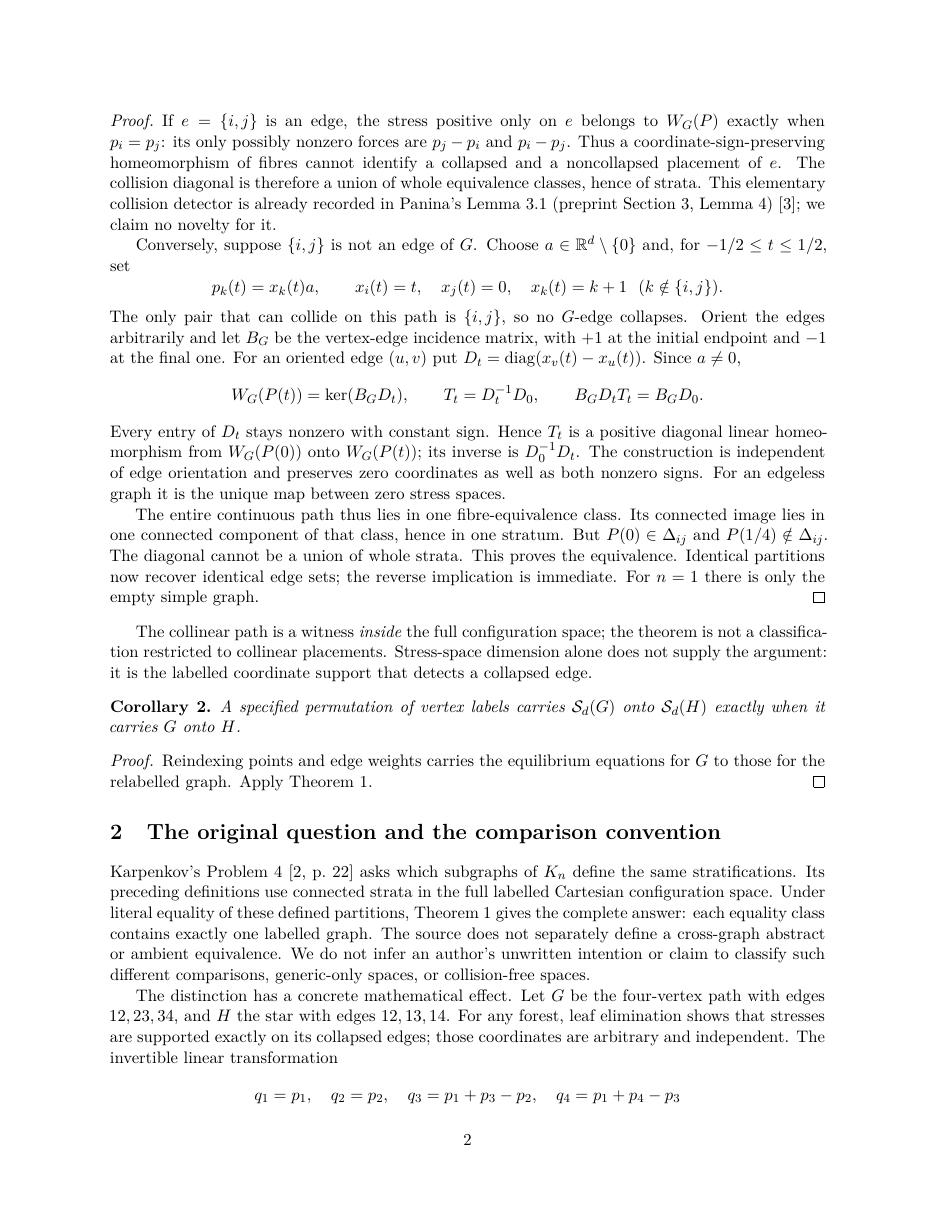 Proof. If e = {i, j} is an edge, the stress positive only on e belongs to W_G(P) exactly when
p_i = p_j: its only possibly nonzero forces are p_j − p_i and p_i − p_j. Thus a coordinate-sign-preserving
homeomorphism of fibres cannot identify a collapsed and a noncollapsed placement of e. The
collision diagonal is therefore a union of whole equivalence classes, hence of strata. This elementary
collision detector is already recorded in Panina's Lemma 3.1 (preprint Section 3, Lemma 4) [3]; we
claim no novelty for it.
Conversely, suppose {i, j} is not an edge of G. Choose a ∈ ℝ^d \ {0} and, for −1/2 ≤ t ≤ 1/2,
set
p_k(t) = x_k(t)a, x_i(t) = t, x_j(t) = 0, x_k(t) = k + 1 (k ∉ {i, j}).
The only pair that can collide on this path is {i, j}, so no G-edge collapses. Orient the edges
arbitrarily and let B_G be the vertex-edge incidence matrix, with +1 at the initial endpoint and −1
at the final one. For an oriented edge (u, v) put D_t = diag(x_v(t) − x_u(t)). Since a ≠ 0,
W_G(P(t)) = ker(B_G D_t), T_t = D_t^{−1} D_0, B_G D_t T_t = B_G D_0.
Every entry of D_t stays nonzero with constant sign. Hence T_t is a positive diagonal linear homeo-
morphism from W_G(P(0)) onto W_G(P(t)); its inverse is D_0^{−1} D_t. The construction is independent
of edge orientation and preserves zero coordinates as well as both nonzero signs. For an edgeless
graph it is the unique map between zero stress spaces.
The entire continuous path thus lies in one fibre-equivalence class. Its connected image lies in
one connected component of that class, hence in one stratum. But P(0) ∈ Δ_{ij} and P(1/4) ∉ Δ_{ij}.
The diagonal cannot be a union of whole strata. This proves the equivalence. Identical partitions
now recover identical edge sets; the reverse implication is immediate. For n = 1 there is only the
empty simple graph. □
The collinear path is a witness inside the full configuration space; the theorem is not a classifica-
tion restricted to collinear placements. Stress-space dimension alone does not supply the argument:
it is the labelled coordinate support that detects a collapsed edge.
Corollary 2. A specified permutation of vertex labels carries 𝒮_d(G) onto 𝒮_d(H) exactly when it
carries G onto H.
Proof. Reindexing points and edge weights carries the equilibrium equations for G to those for the
relabelled graph. Apply Theorem 1. □
2 The original question and the comparison convention
Karpenkov's Problem 4 [2, p. 22] asks which subgraphs of K_n define the same stratifications. Its
preceding definitions use connected strata in the full labelled Cartesian configuration space. Under
literal equality of these defined partitions, Theorem 1 gives the complete answer: each equality class
contains exactly one labelled graph. The source does not separately define a cross-graph abstract
or ambient equivalence. We do not infer an author's unwritten intention or claim to classify such
different comparisons, generic-only spaces, or collision-free spaces.
The distinction has a concrete mathematical effect. Let G be the four-vertex path with edges
12, 23, 34, and H the star with edges 12, 13, 14. For any forest, leaf elimination shows that stresses
are supported exactly on its collapsed edges; those coordinates are arbitrary and independent. The
invertible linear transformation
q_1 = p_1, q_2 = p_2, q_3 = p_1 + p_3 − p_2, q_4 = p_1 + p_4 − p_3
2